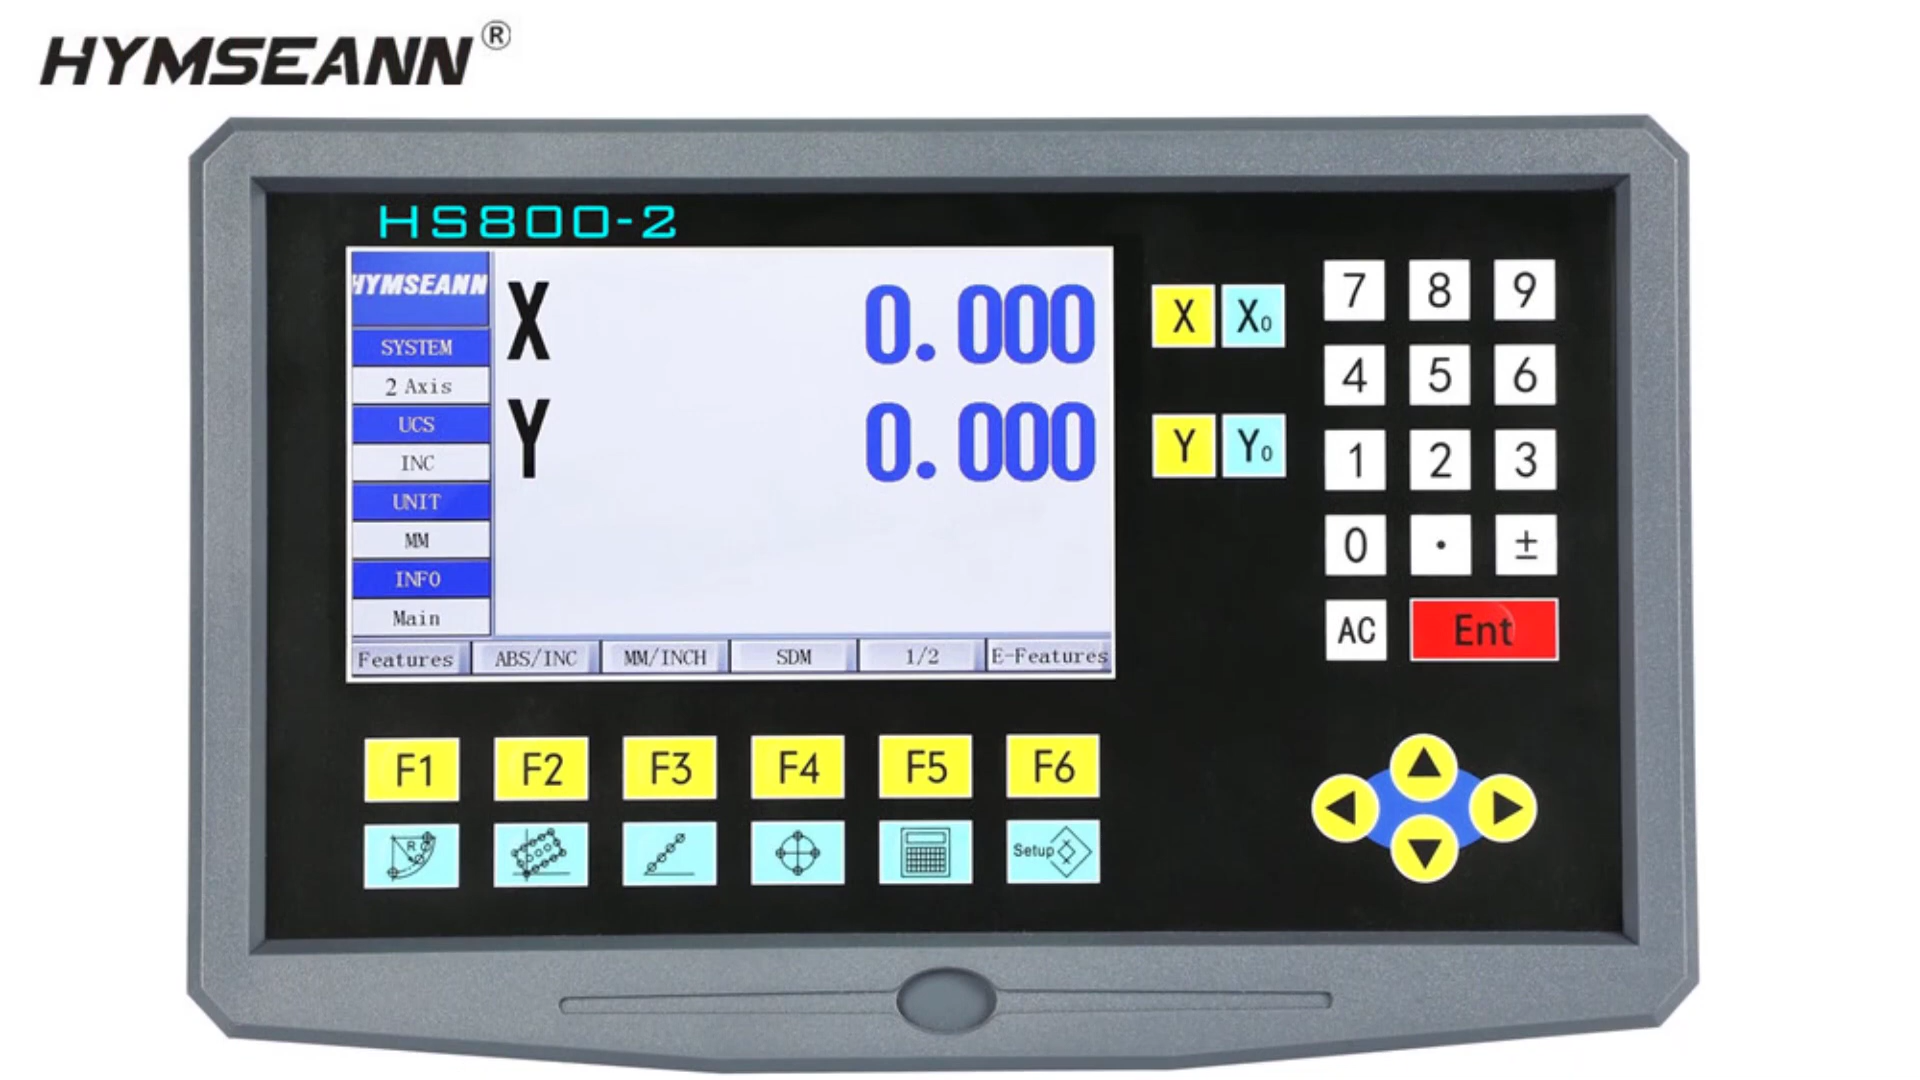 HYMSEANN®
HS800-2
HYMSEANN
SYSTEM
2 Axis
UCS
INC
UNIT
MM
INFO
Main
X 0.000
Y 0.000
Features ABS/INC MM/INCH SDM 1/2 E-Features
X X₀
Y Y₀
7 8 9
4 5 6
1 2 3
0 . ±
AC Ent
F1 F2 F3 F4 F5 F6
R
Setup